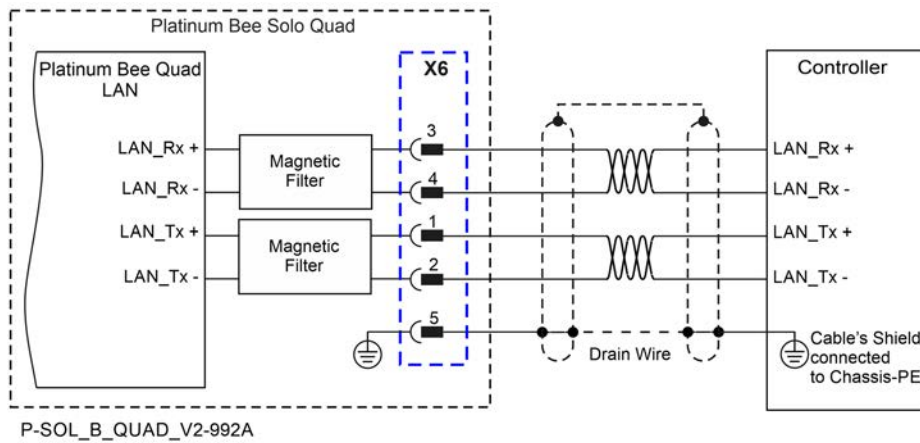 Platinum Bee Solo Quad
Platinum Bee Quad
LAN
X6
Controller
LAN_Rx +
Magnetic
Filter
3
LAN_Rx +
LAN_Rx -
4
LAN_Rx -
LAN_Tx +
Magnetic
Filter
1
LAN_Tx +
LAN_Tx -
2
LAN_Tx -
5
Drain Wire
Cable's Shield
connected
to Chassis-PE
P-SOL_B_QUAD_V2-992A